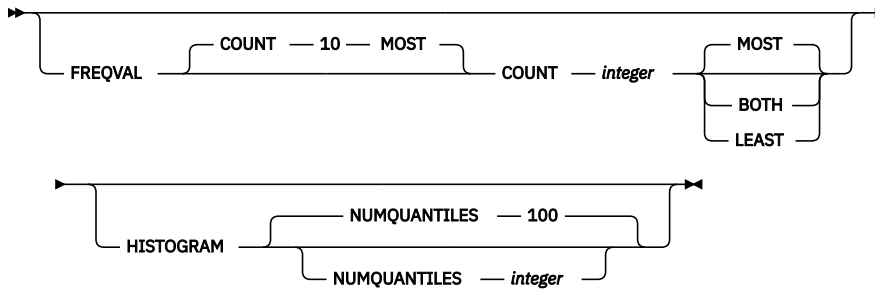 COUNT 10 MOST MOST
FREQVAL COUNT integer
BOTH
LEAST
NUMQUANTILES 100
HISTOGRAM
NUMQUANTILES integer